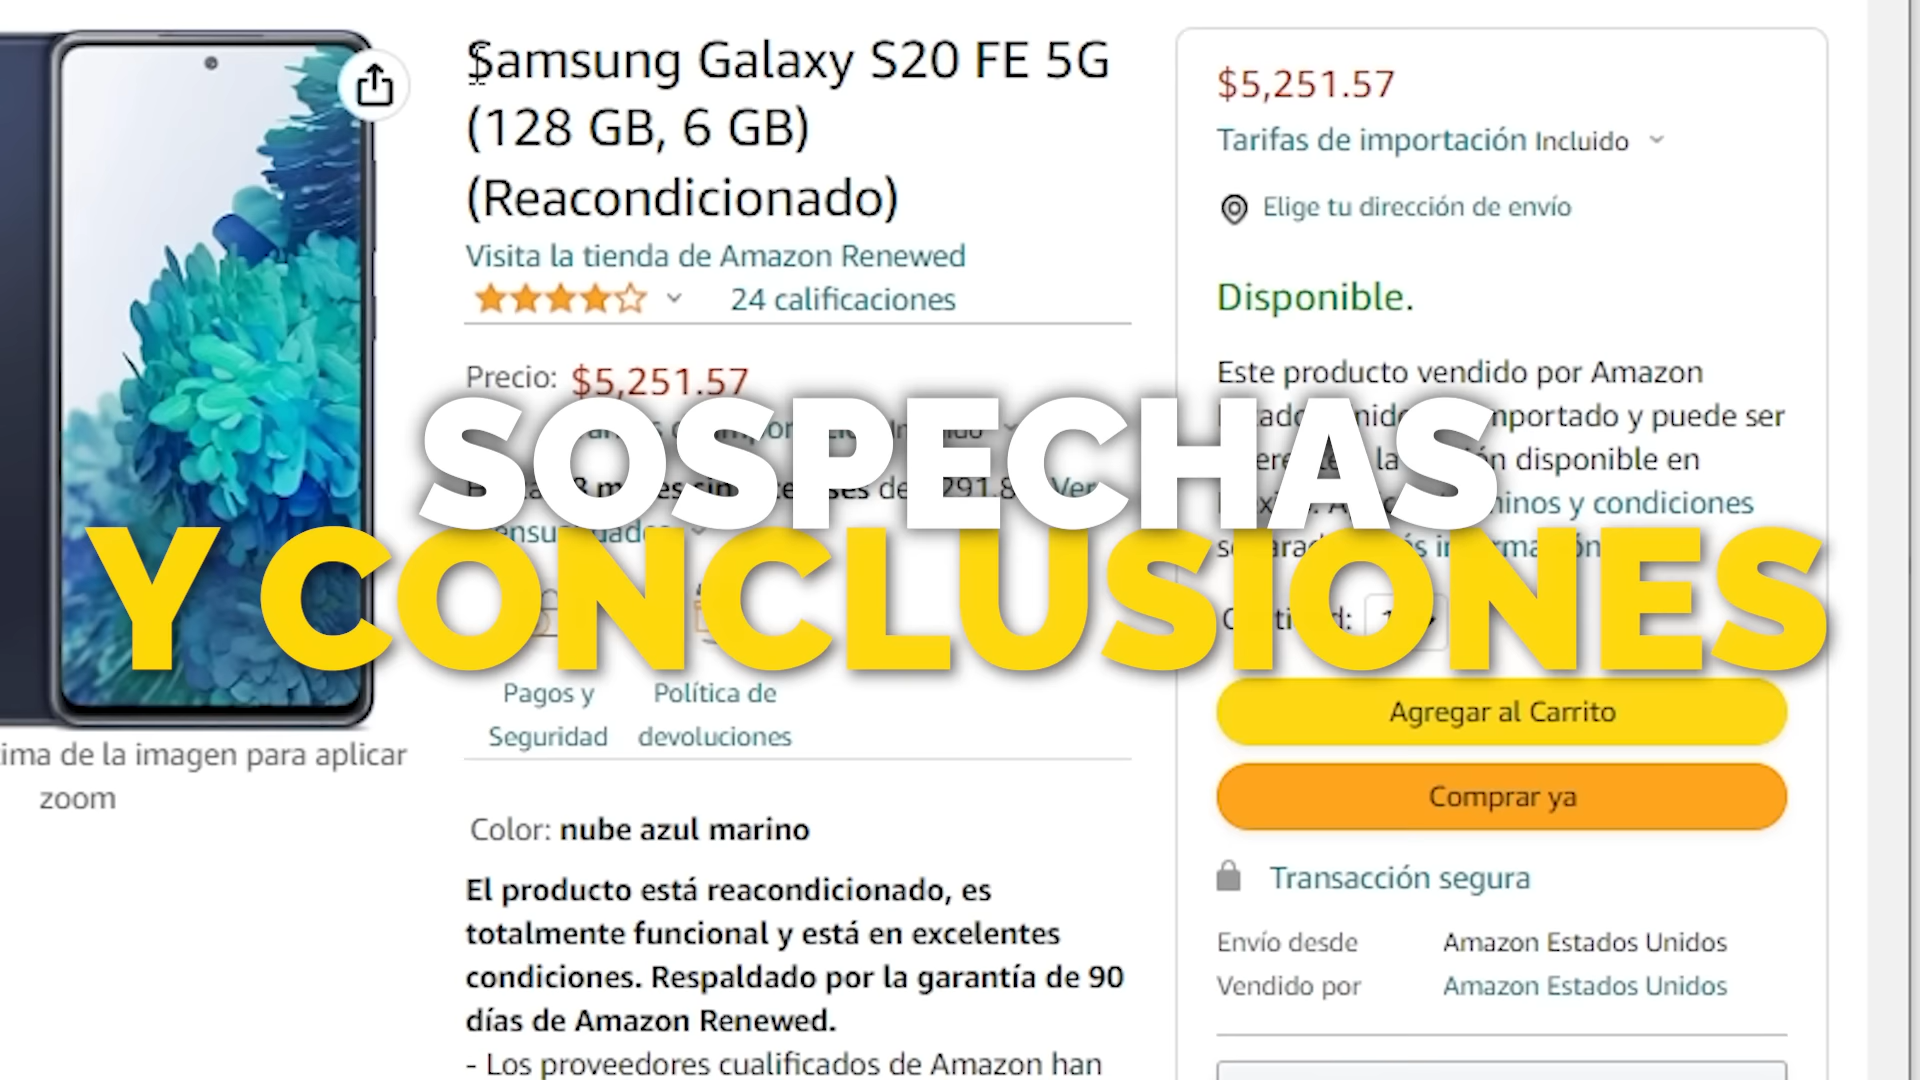 Samsung Galaxy S20 FE 5G
(128 GB, 6 GB)
(Reacondicionado)
Visita la tienda de Amazon Renewed
24 calificaciones
Precio: $5,251.57
SOSPECHAS
Y CONCLUSIONES
Pagos y
Seguridad
Política de
devoluciones
de la imagen para aplicar
zoom
Color: nube azul marino
El producto está reacondicionado, es
totalmente funcional y está en excelentes
condiciones. Respaldado por la garantía de 90
días de Amazon Renewed.
- Los proveedores cualificados de Amazon han
$5,251.57
Tarifas de importación Incluido
Elige tu dirección de envío
Disponible.
Este producto vendido por Amazon
y puede ser
disponible en
y condiciones
Agregar al Carrito
Comprar ya
Transacción segura
Envío desde Amazon Estados Unidos
Vendido por Amazon Estados Unidos